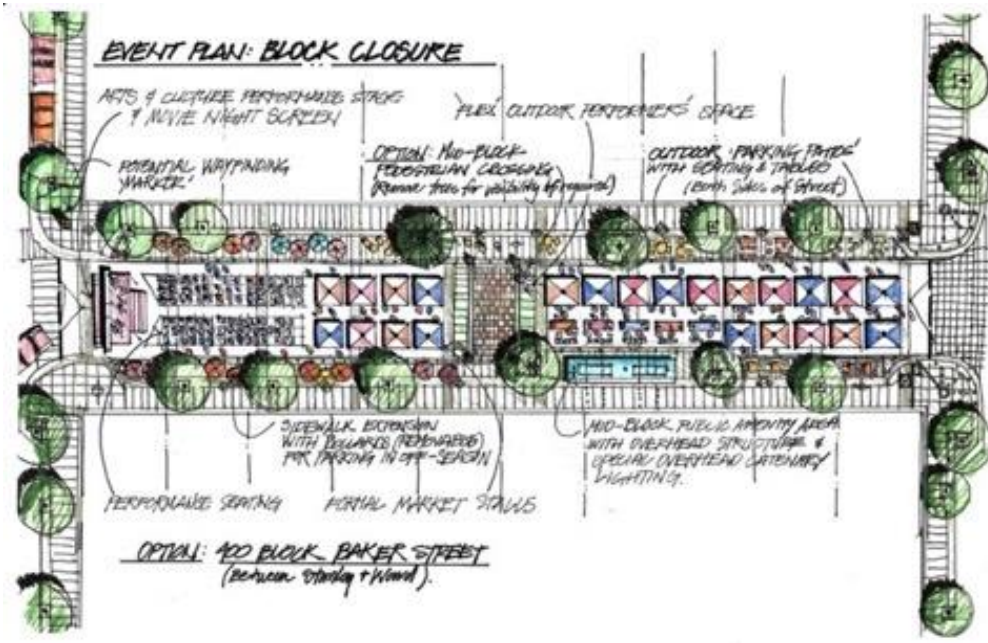 EVENT PLAN: BLOCK CLOSURE
ARTS & CULTURE PERFORMANCE STAGE
& MOVIE NIGHT SCREEN
POTENTIAL WAYFINDING
'MARKER'
'FLEX' OUTDOOR PERFORMERS' SPACE
OPTION: MID-BLOCK
PEDESTRIAN CROSSING
(Remove trees for visibility if required)
OUTDOOR 'PARKING PATIOS'
WITH SEATING & TABLES
(Both Sides of Street)
SIDEWALK EXPANSION
WITH BOLLARDS (REMOVABLE)
FOR PARKING IN OFF-SEASON
MID-BLOCK PUBLIC AMENITY AREA
WITH OVERHEAD STRUCTURE &
SPECIAL OVERHEAD CATENARY
LIGHTING.
PERFORMANCE SEATING
FORMAL MARKET STALLS
OPTION: 400 BLOCK BAKER STREET
(Between Stanley + Ward).